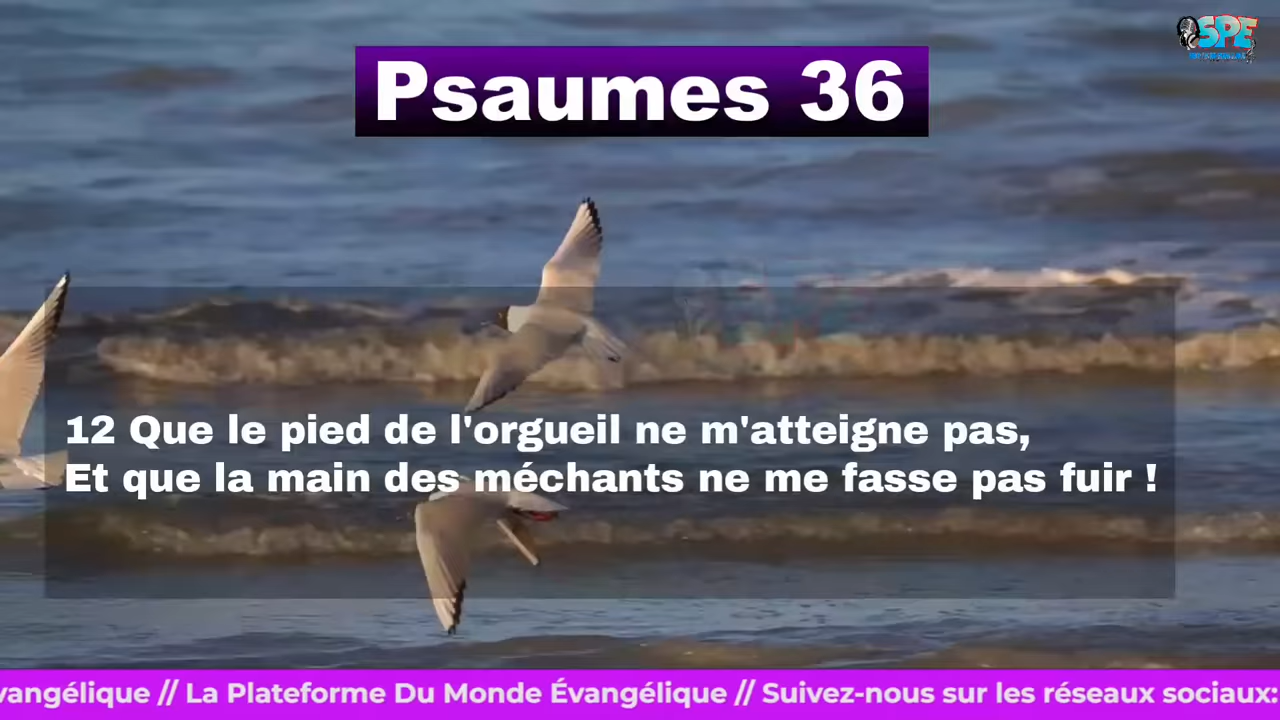 SPE
Psaumes 36
12 Que le pied de l'orgueil ne m'atteigne pas,
Et que la main des méchants ne me fasse pas fuir !
vangélique // La Plateforme Du Monde Évangélique // Suivez-nous sur les réseaux sociaux: